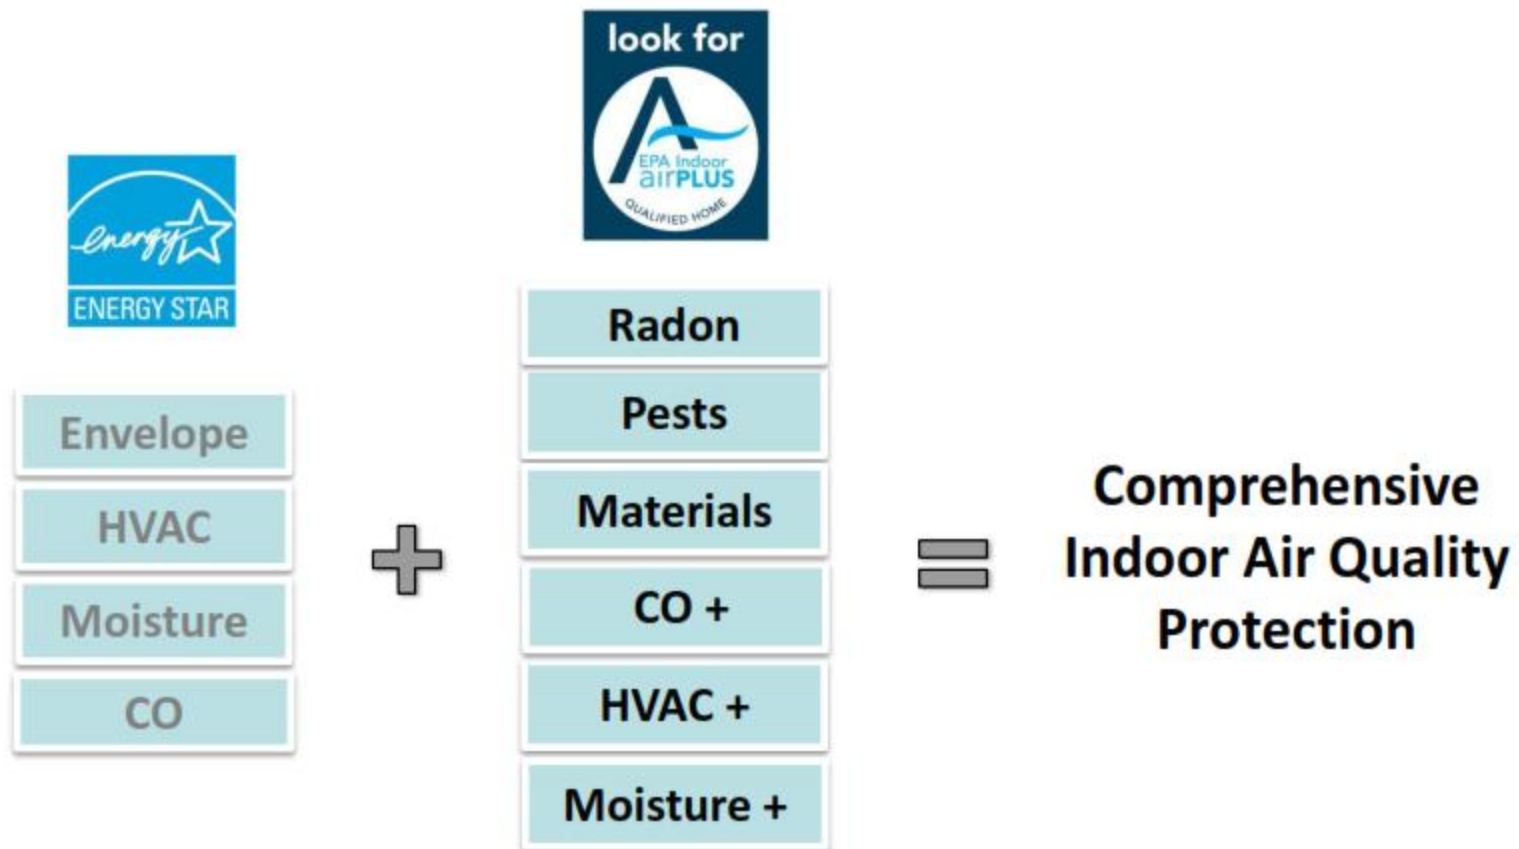 look for
A
EPA Indoor
airPLUS
QUALIFIED HOME
energy
ENERGY STAR
Envelope
HVAC
Moisture
CO
+
Radon
Pests
Materials
CO +
HVAC +
Moisture +
=
Comprehensive
Indoor Air Quality
Protection